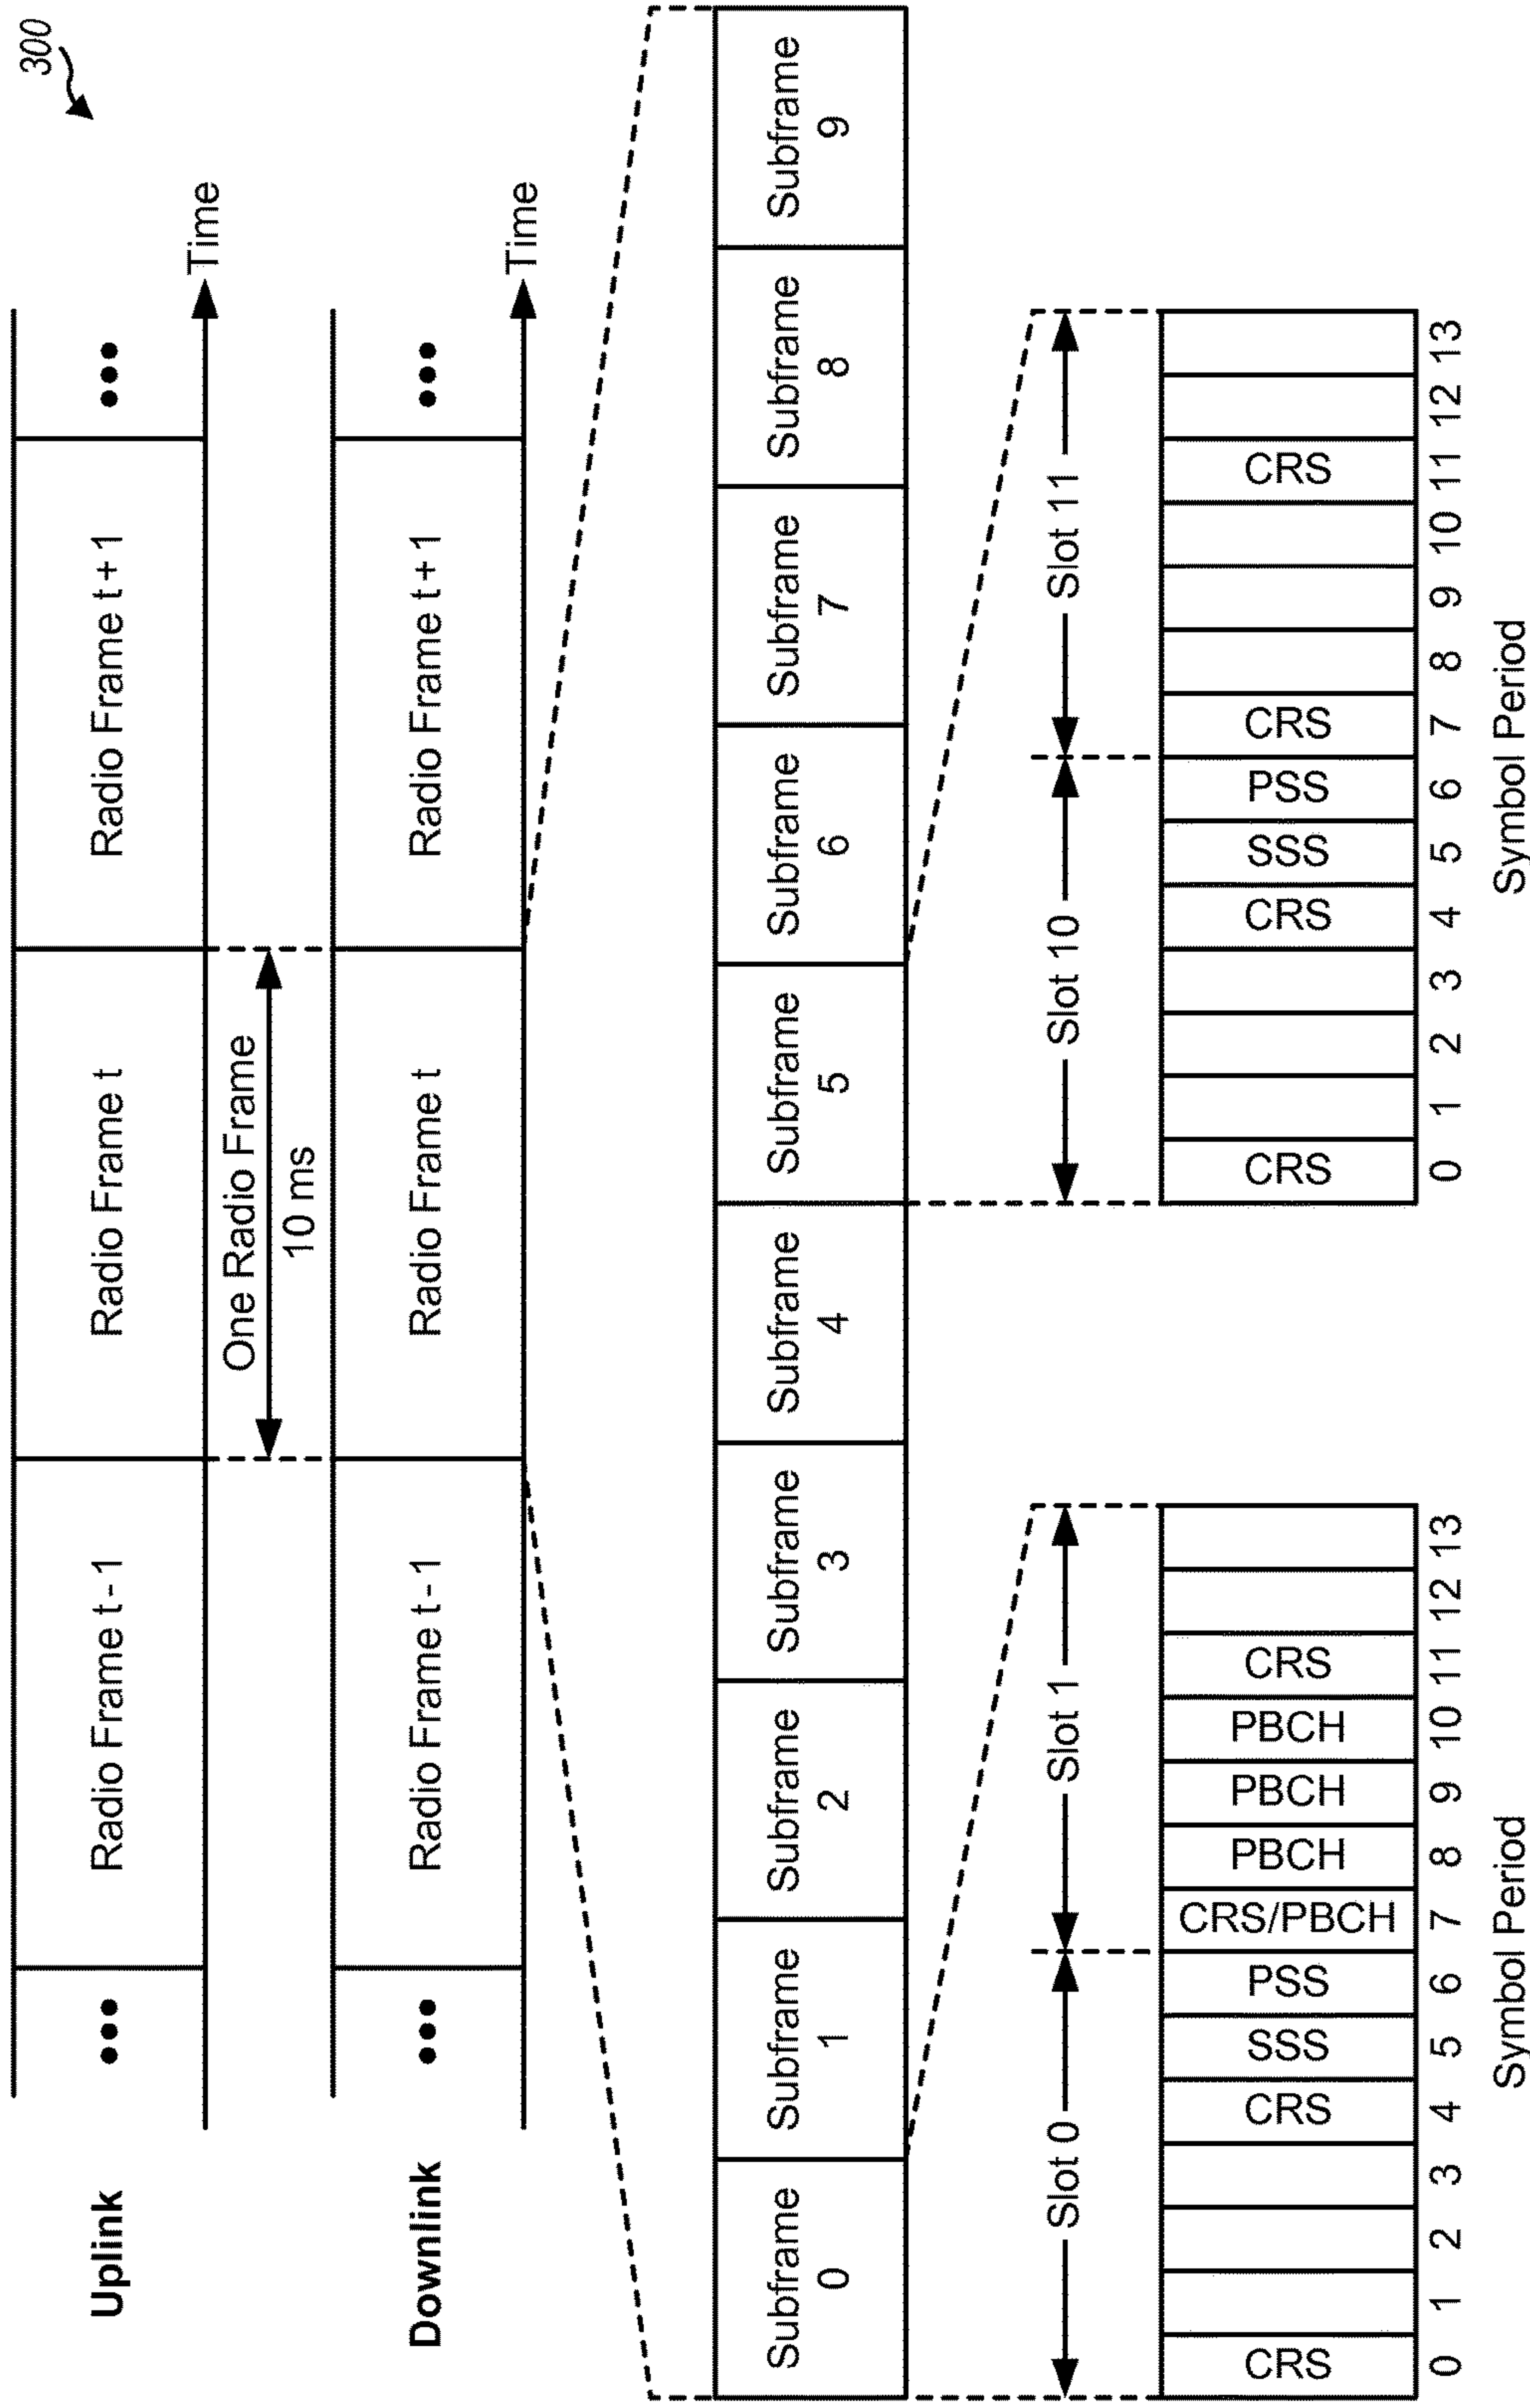 300
Uplink
Radio Frame t - 1
Radio Frame t
Radio Frame t + 1
Time
One Radio Frame
10 ms
Downlink
Radio Frame t - 1
Radio Frame t
Radio Frame t + 1
Time
Subframe 0
Subframe 1
Subframe 2
Subframe 3
Subframe 4
Subframe 5
Subframe 6
Subframe 7
Subframe 8
Subframe 9
Slot 0
Slot 1
CRS CRS SSS PSS CRS/PBCH PBCH PBCH PBCH CRS
0 1 2 3 4 5 6 7 8 9 10 11 12 13
Symbol Period
Slot 10
Slot 11
CRS CRS SSS PSS CRS CRS
0 1 2 3 4 5 6 7 8 9 10 11 12 13
Symbol Period